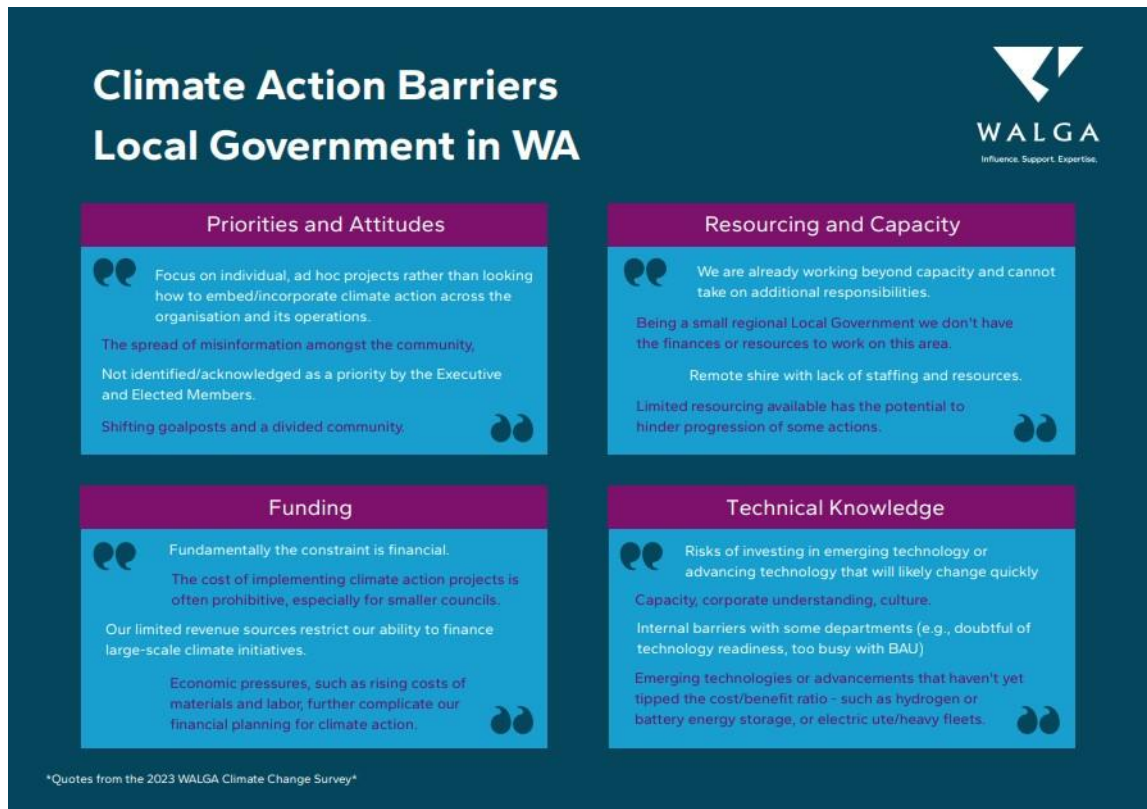 Climate Action Barriers
Local Government in WA
WALGA
Influence. Support. Expertise.
Priorities and Attitudes
Focus on individual, ad hoc projects rather than looking
how to embed/incorporate climate action across the
organisation and its operations.
The spread of misinformation amongst the community,
Not identified/acknowledged as a priority by the Executive
and Elected Members.
Shifting goalposts and a divided community.
Resourcing and Capacity
We are already working beyond capacity and cannot
take on additional responsibilities.
Being a small regional Local Government we don't have
the finances or resources to work on this area.
Remote shire with lack of staffing and resources.
Limited resourcing available has the potential to
hinder progression of some actions.
Funding
Fundamentally the constraint is financial.
The cost of implementing climate action projects is
often prohibitive, especially for smaller councils.
Our limited revenue sources restrict our ability to finance
large-scale climate initiatives.
Economic pressures, such as rising costs of
materials and labor, further complicate our
financial planning for climate action.
Technical Knowledge
Risks of investing in emerging technology or
advancing technology that will likely change quickly
Capacity, corporate understanding, culture.
Internal barriers with some departments (e.g., doubtful of
technology readiness, too busy with BAU)
Emerging technologies or advancements that haven't yet
tipped the cost/benefit ratio - such as hydrogen or
battery energy storage, or electric ute/heavy fleets.
*Quotes from the 2023 WALGA Climate Change Survey*